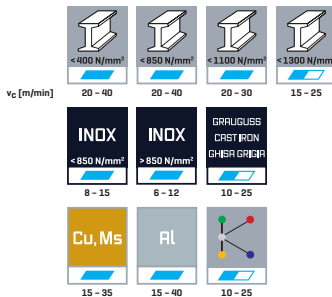 <400 N/mm² <850 N/mm² <1100 N/mm² <1300 N/mm²
vc [m/min] 20 – 40 20 – 40 20 – 30 15 – 25
INOX INOX GRAUGUSS
CAST IRON
GHISA GRIGIA
<850 N/mm² >850 N/mm²
8 – 15 6 – 12 10 – 25
Cu, Ms Al
15 – 35 15 – 40 10 – 25